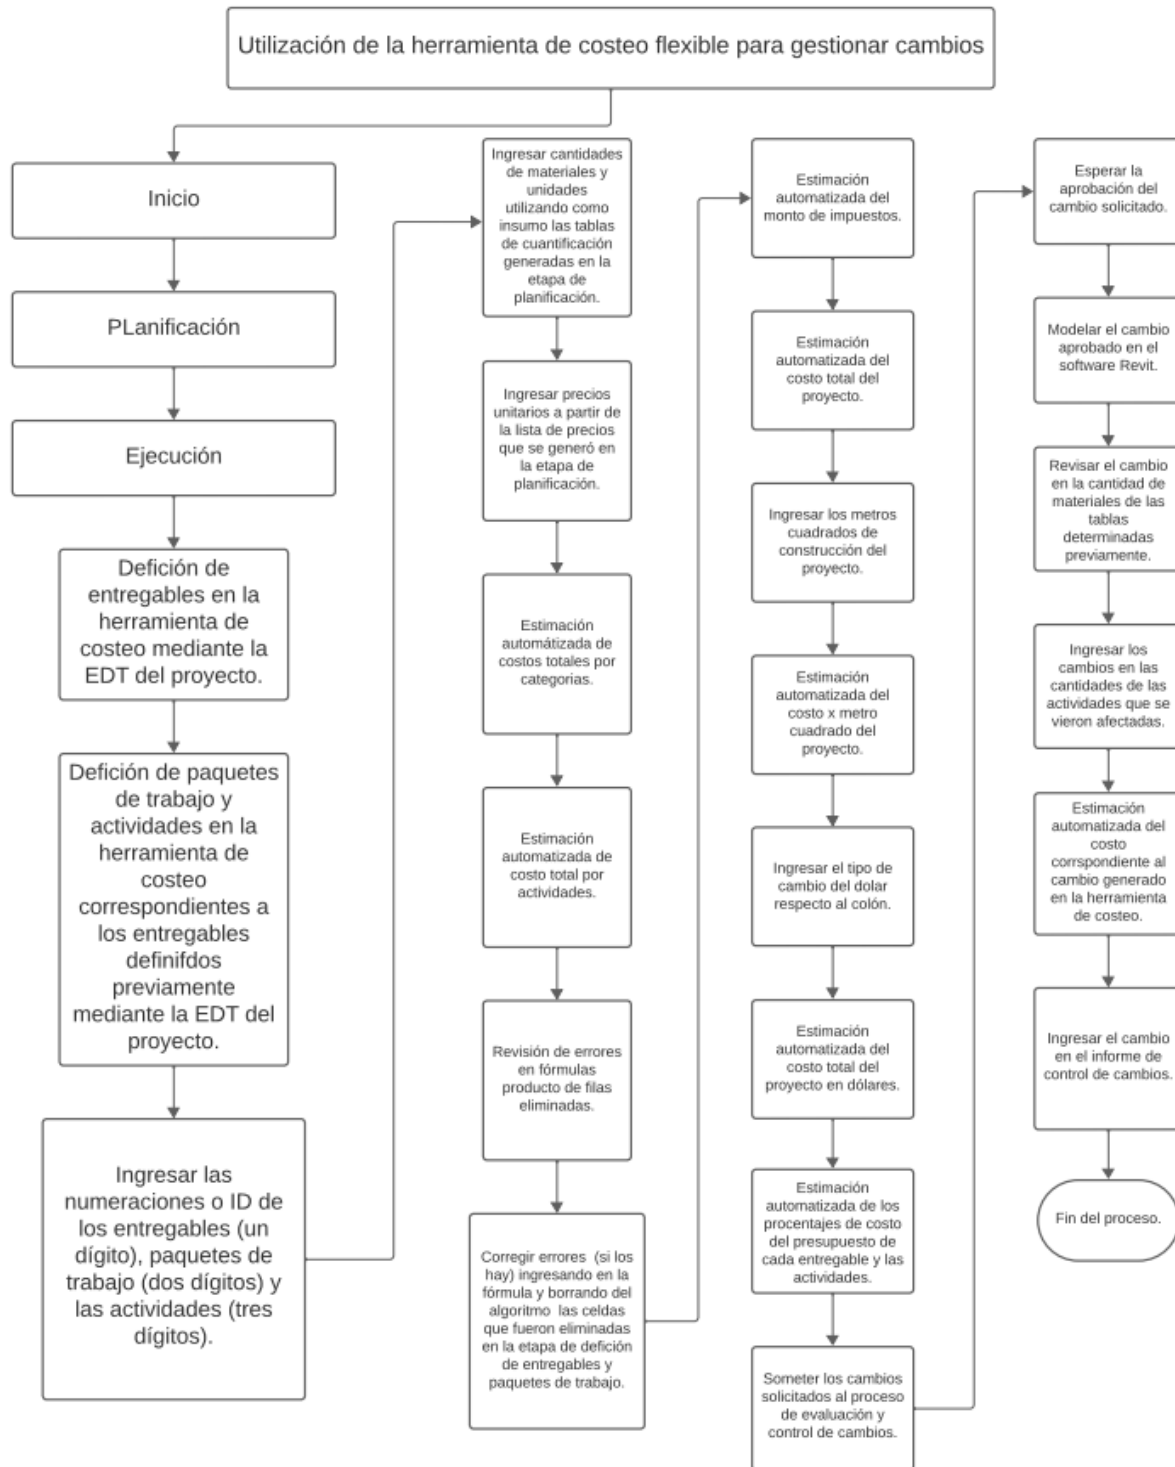 Utilización de la herramienta de costeo flexible para gestionar cambios
Inicio
PLanificación
Ejecución
Defición de
entregables en la
herramienta de
costeo mediante la
EDT del proyecto.
Defición de paquetes
de trabajo y
actividades en la
herramienta de
costeo
correspondientes a
los entregables
definifdos
previamente
mediante la EDT del
proyecto.
Ingresar las
numeraciones o ID de
los entregables (un
dígito), paquetes de
trabajo (dos dígitos) y
las actividades (tres
dígitos).
Ingresar cantidades
de materiales y
unidades
utilizando como
insumo las tablas
de cuantificación
generadas en la
etapa de
planificación.
Ingresar precios
unitarios a partir de
la lista de precios
que se generó en
la etapa de
planificación.
Estimación
automátizada de
costos totales por
categorias.
Estimación
automatizada de
costo total por
actividades.
Revisión de errores
en fórmulas
producto de filas
eliminadas.
Corregir errores (si los
hay) ingresando en la
fórmula y borrando del
algoritmo las celdas
que fueron eliminadas
en la etapa de defición
de entregables y
paquetes de trabajo.
Estimación
automatizada del
monto de impuestos.
Estimación
automatizada del
costo total del
proyecto.
Ingresar los metros
cuadrados de
construcción del
proyecto.
Estimación
automatizada del
costo x metro
cuadrado del
proyecto.
Ingresar el tipo de
cambio del dolar
respecto al colón.
Estimación
automatizada del
costo total del
proyecto en dólares.
Estimación
automatizada de los
procentajes de costo
del presupuesto de
cada entregable y las
actividades.
Someter los cambios
solicitados al proceso
de evaluación y
control de cambios.
Esperar la
aprobación del
cambio solicitado.
Modelar el cambio
aprobado en el
software Revit.
Revisar el cambio
en la cantidad de
materiales de las
tablas
determinadas
previamente.
Ingresar los
cambios en las
cantidades de las
actividades que se
vieron afectadas.
Estimación
automatizada del
costo
corrspondiente al
cambio generado
en la herramienta
de costeo.
Ingresar el cambio
en el informe de
control de cambios.
Fin del proceso.